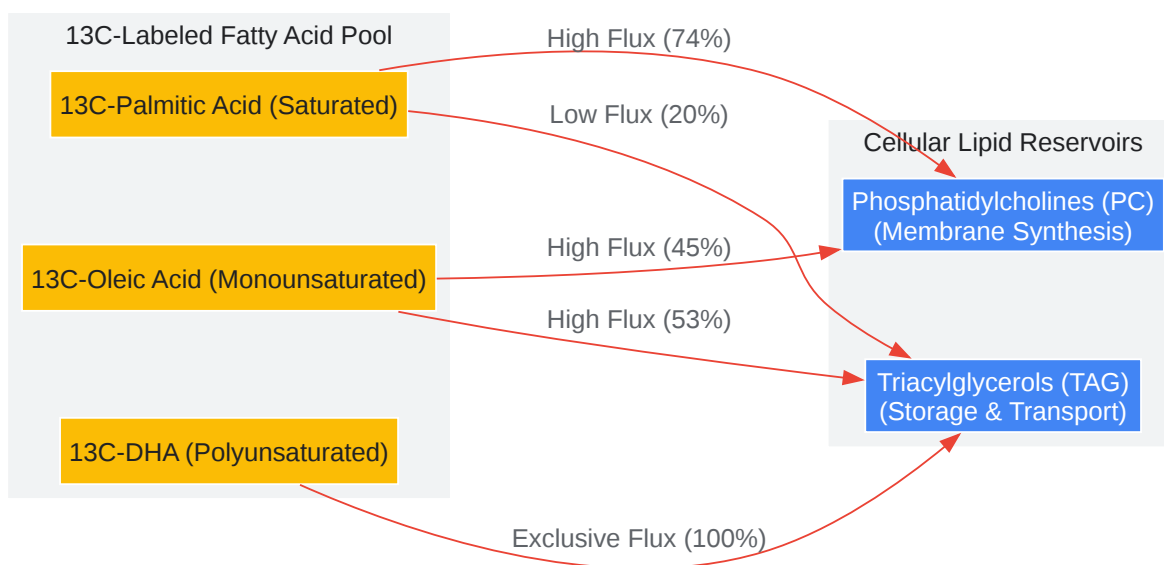 13C-Labeled Fatty Acid Pool
13C-Palmitic Acid (Saturated)
13C-Oleic Acid (Monounsaturated)
13C-DHA (Polyunsaturated)
High Flux (74%)
Low Flux (20%)
High Flux (45%)
High Flux (53%)
Exclusive Flux (100%)
Cellular Lipid Reservoirs
Phosphatidylcholines (PC)
(Membrane Synthesis)
Triacylglycerols (TAG)
(Storage & Transport)